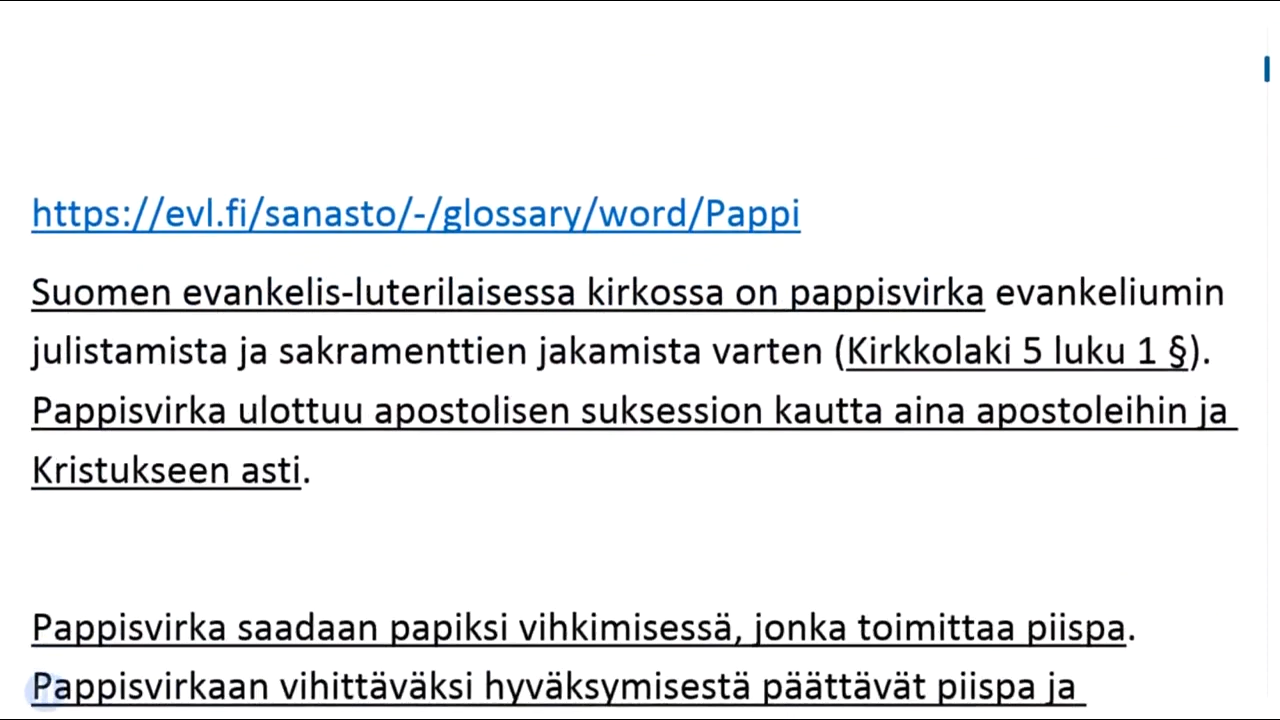 https://evl.fi/sanasto/-/glossary/word/Pappi
Suomen evankelis-luterilaisessa kirkossa on pappisvirka evankeliumin
julistamista ja sakramenttien jakamista varten (Kirkkolaki 5 luku 1 §).
Pappisvirka ulottuu apostolisen suksession kautta aina apostoleihin ja
Kristukseen asti.
Pappisvirka saadaan papiksi vihkimisessä, jonka toimittaa piispa.
Pappisvirkaan vihittäväksi hyväksymisestä päättävät piispa ja